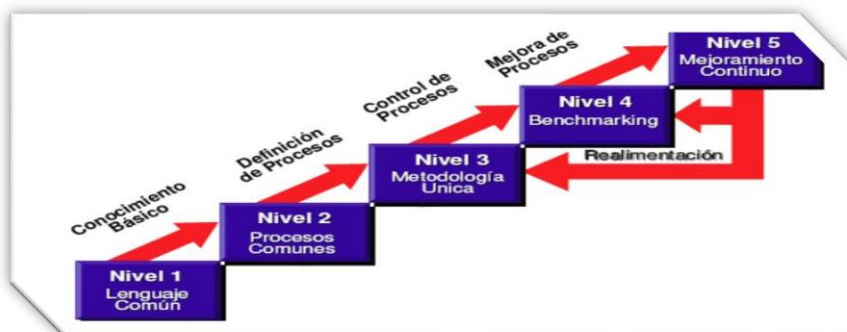 Nivel 1
Lenguaje
Común
Conocimiento
Básico
Nivel 2
Procesos
Comunes
Definición
de Procesos
Nivel 3
Metodología
Unica
Control de
Procesos
Nivel 4
Benchmarking
Mejora de
Procesos
Nivel 5
Mejoramiento
Continuo
Realimentación